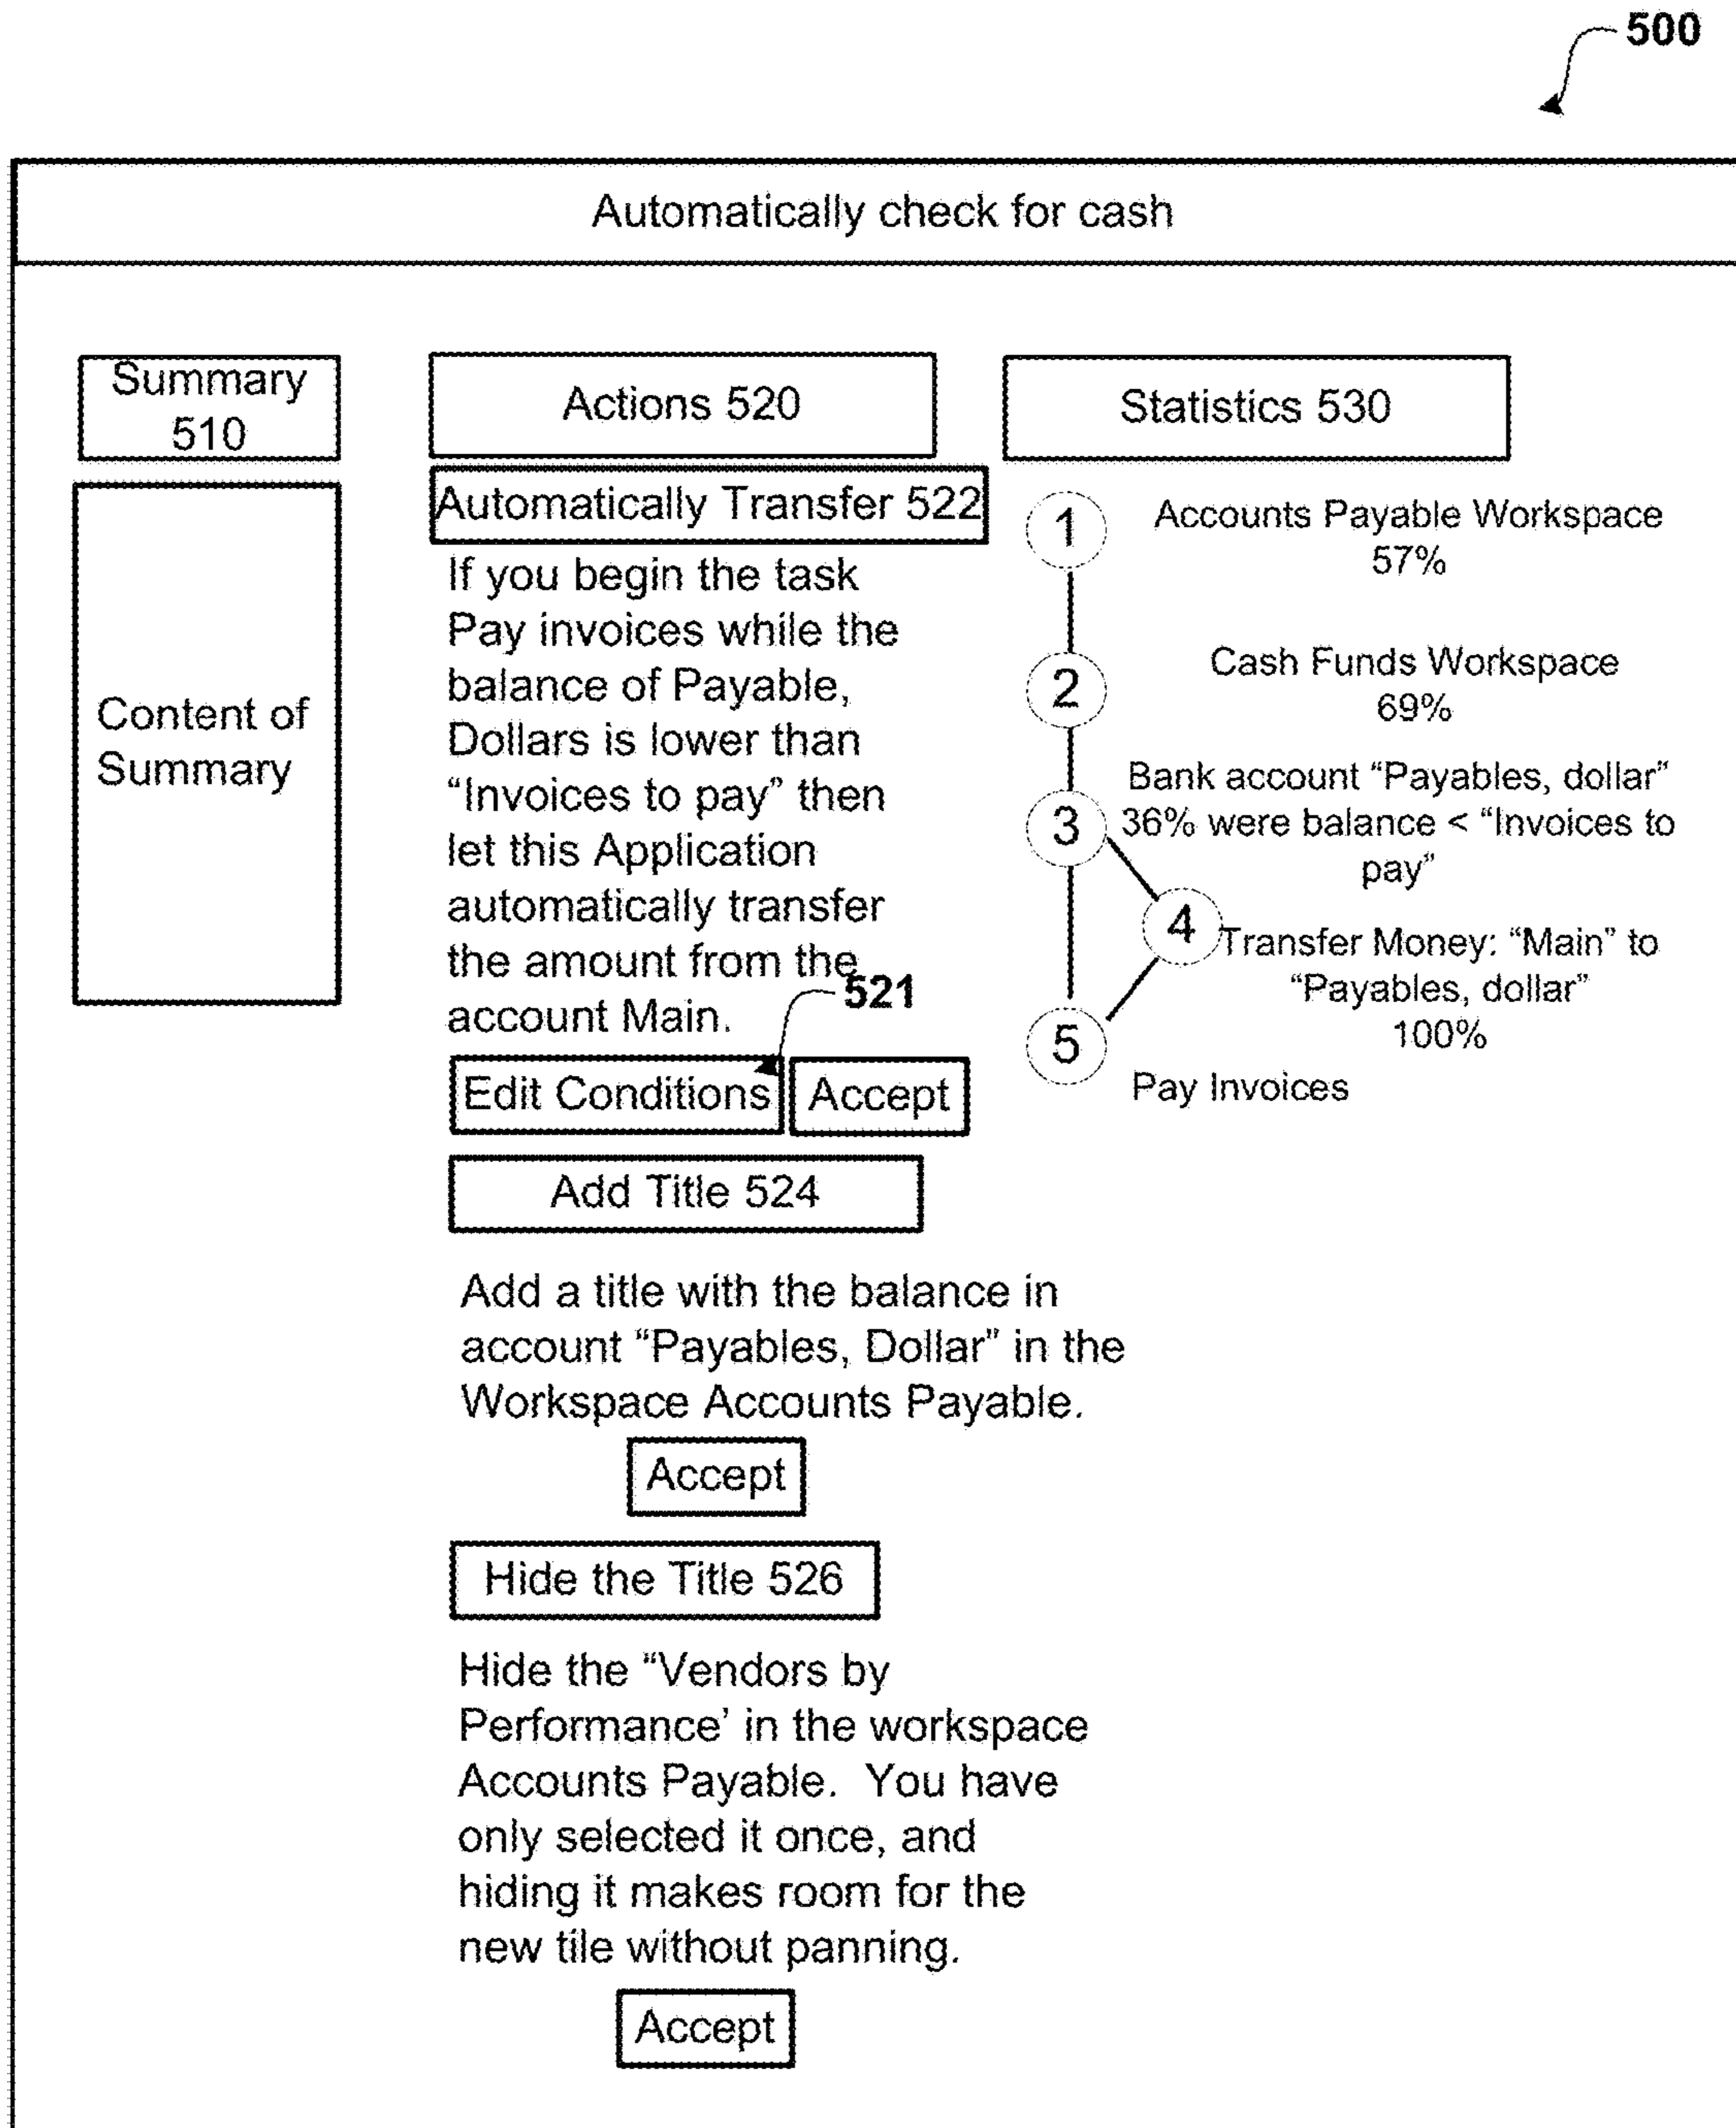 500
Automatically check for cash
Summary
510
Content of
Summary
Actions 520
Automatically Transfer 522
If you begin the task
Pay invoices while the
balance of Payable,
Dollars is lower than
“Invoices to pay” then
let this Application
automatically transfer
the amount from the
account Main.
521
Edit Conditions
Accept
Add Title 524
Add a title with the balance in
account “Payables, Dollar” in the
Workspace Accounts Payable.
Accept
Hide the Title 526
Hide the “Vendors by
Performance’ in the workspace
Accounts Payable. You have
only selected it once, and
hiding it makes room for the
new tile without panning.
Accept
Statistics 530
1
Accounts Payable Workspace
57%
2
Cash Funds Workspace
69%
3
Bank account “Payables, dollar”
36% were balance < “Invoices to
pay”
4
Transfer Money: “Main” to
“Payables, dollar”
100%
5
Pay Invoices